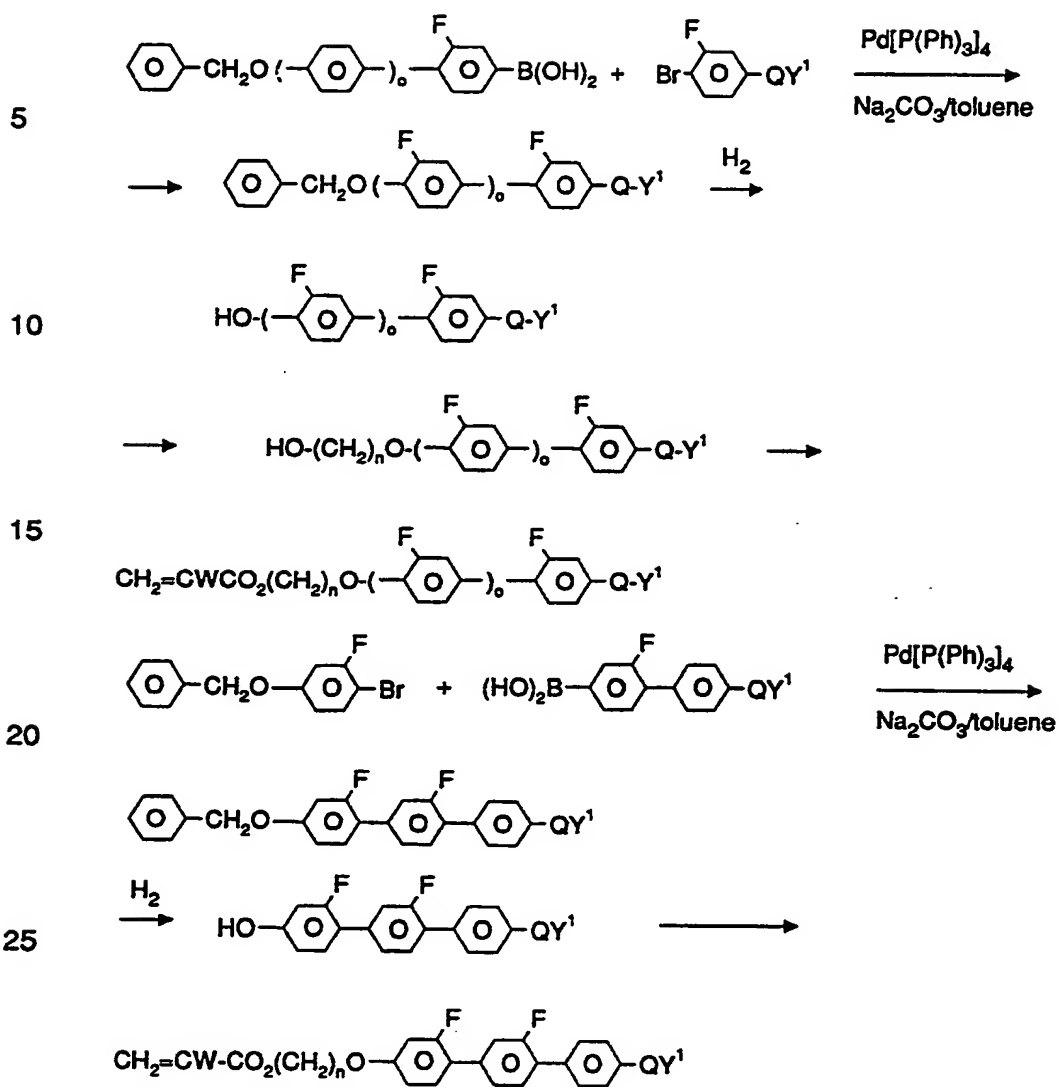 F F Pd[P(Ph)3]4
CH2O ( )o B(OH)2 + Br QY1
5 Na2CO3/toluene
F F H2
CH2O ( )o Q-Y1
F F
10 HO-( )o Q-Y1
F F
HO-(CH2)nO-( )o Q-Y1
15
F F
CH2=CWCO2(CH2)nO-( )o Q-Y1
F F Pd[P(Ph)3]4
CH2O Br + (HO)2B QY1
20 Na2CO3/toluene
F F
CH2O QY1
H2 F F
25 HO QY1
F F
CH2=CW-CO2(CH2)nO QY1